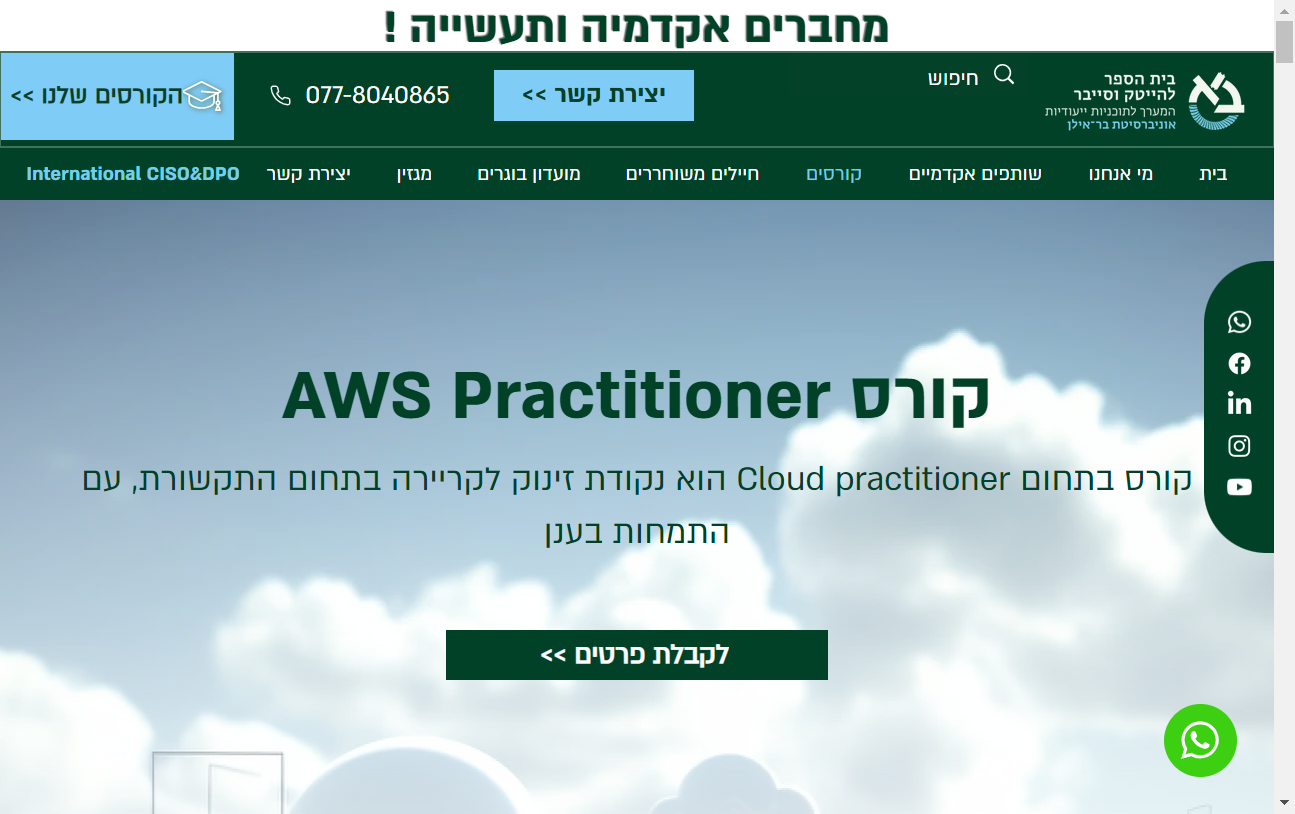 מחברים אקדמיה ותעשייה !
בית הספר
להייטק וסייבר
המערך לתוכניות ייעודיות
אוניברסיטת בר־אילן
חיפוש
יצירת קשר >>
077-8040865
הקורסים שלנו >>
בית
מי אנחנו
שותפים אקדמיים
קורסים
חיילים משוחררים
מועדון בוגרים
מגזין
יצירת קשר
International CISO&DPO
קורס AWS Practitioner
קורס בתחום Cloud practitioner הוא נקודת זינוק לקריירה בתחום התקשורת, עם
התמחות בענן
לקבלת פרטים >>